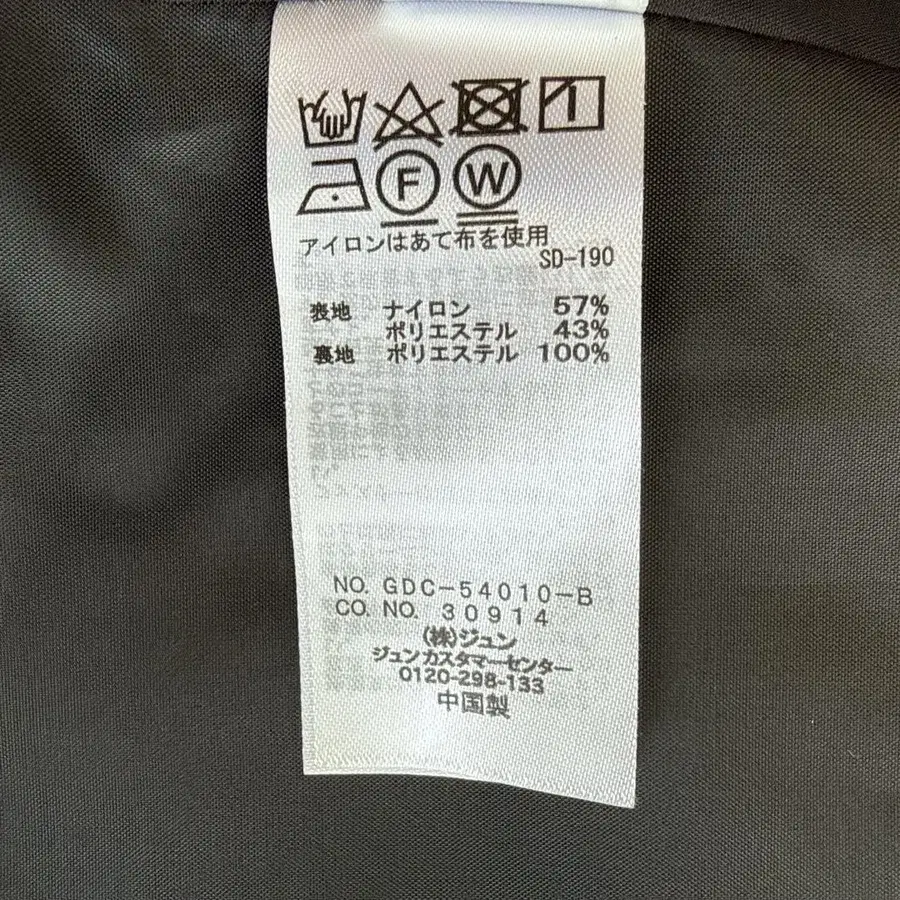 F W
アイロンはあて布を使用
SD-190
表地 ナイロン 57%
ポリエステル 43%
裏地 ポリエステル 100%
NO. GDC-54010-B
CO. NO. 30914
(株)ジュン
ジュンカスタマーセンター
0120-298-133
中国製